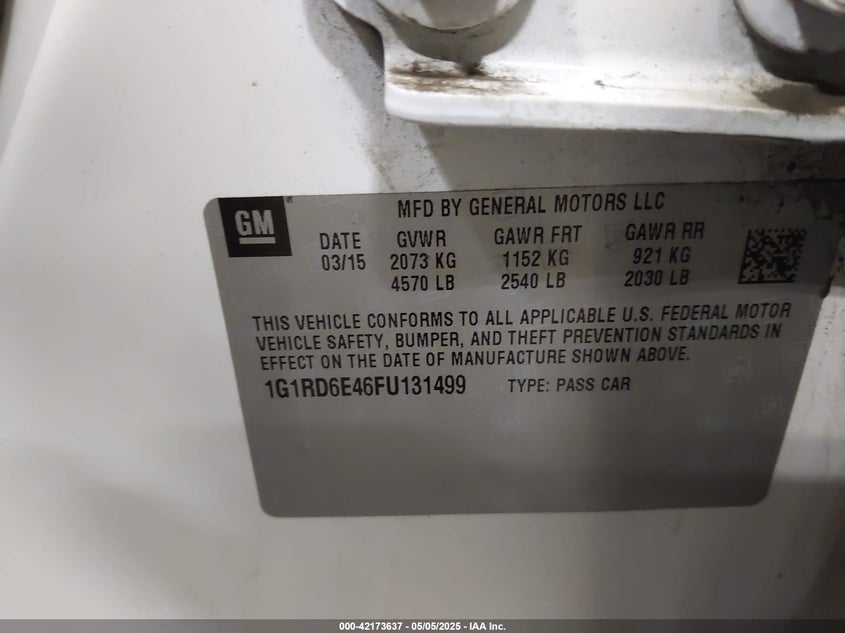 GM ®
MFD BY GENERAL MOTORS LLC
DATE GVWR GAWR FRT GAWR RR
03/15 2073 KG 1152 KG 921 KG
4570 LB 2540 LB 2030 LB
THIS VEHICLE CONFORMS TO ALL APPLICABLE U.S. FEDERAL MOTOR
VEHICLE SAFETY, BUMPER, AND THEFT PREVENTION STANDARDS IN
EFFECT ON THE DATE OF MANUFACTURE SHOWN ABOVE.
1G1RD6E46FU131499 TYPE: PASS CAR
000-42173637 - 05/05/2025 - IAA Inc.